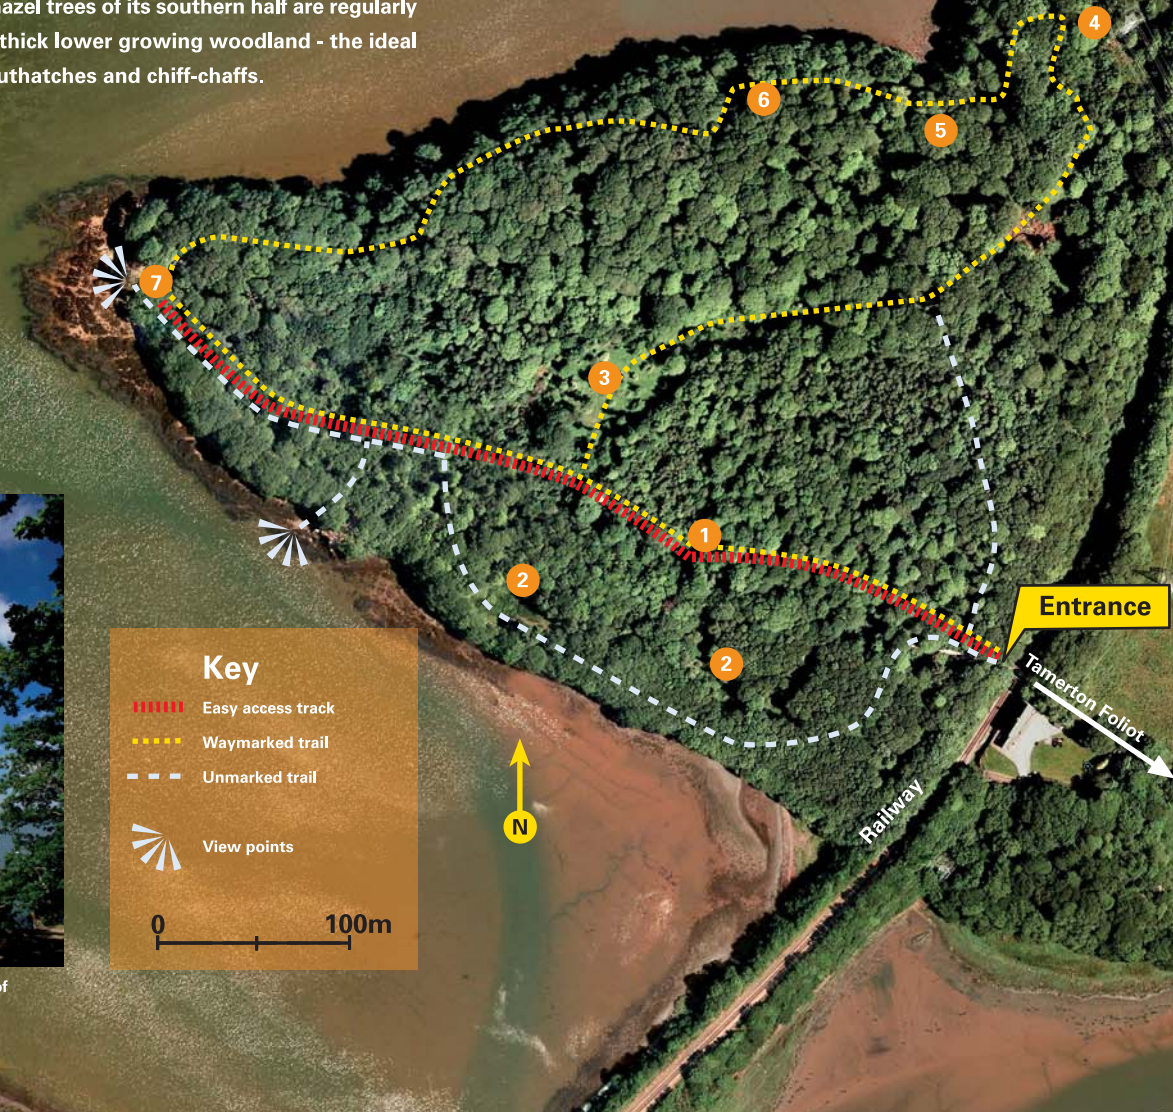 hazel trees of its southern half are regularly
thick lower growing woodland - the ideal
uthatches and chiff-chaffs.
4
6
5
7
3
1
2
2
Entrance
Tamerton Foliot
Railway
Key
Easy access track
Waymarked trail
Unmarked trail
View points
0 100m
N
of